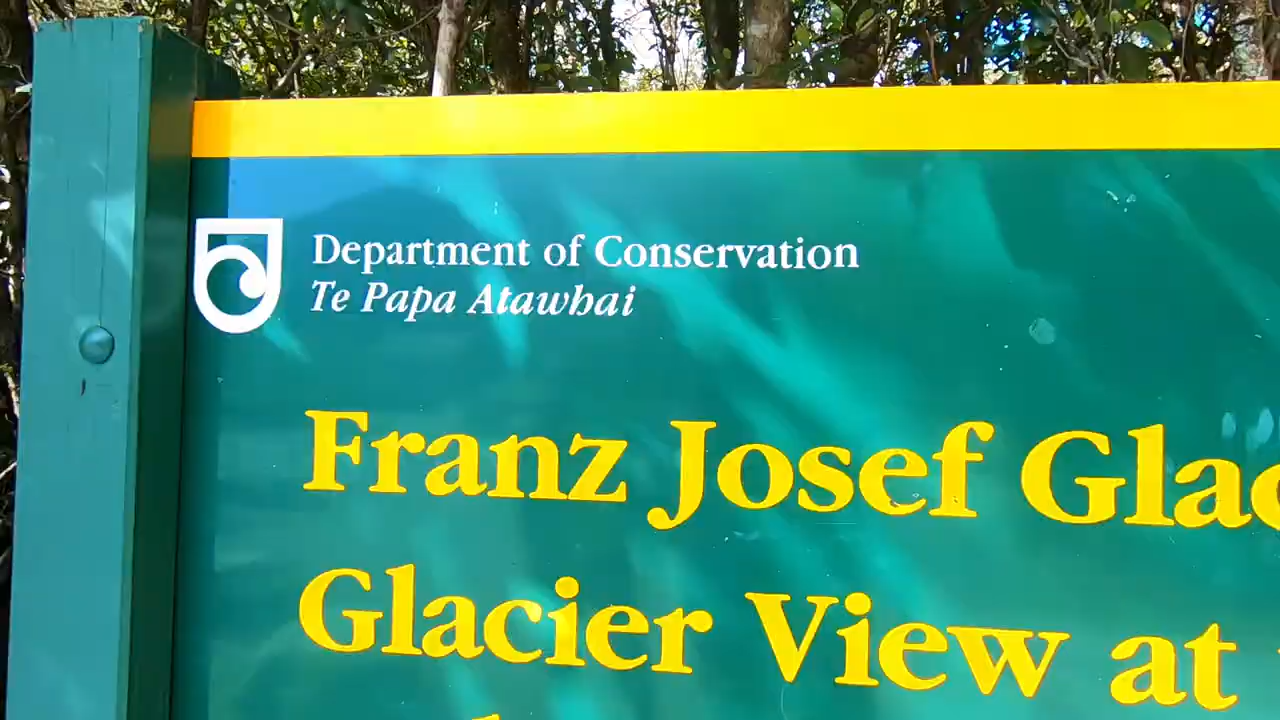 Department of Conservation
Te Papa Atawhai
Franz Josef Glac
Glacier View at